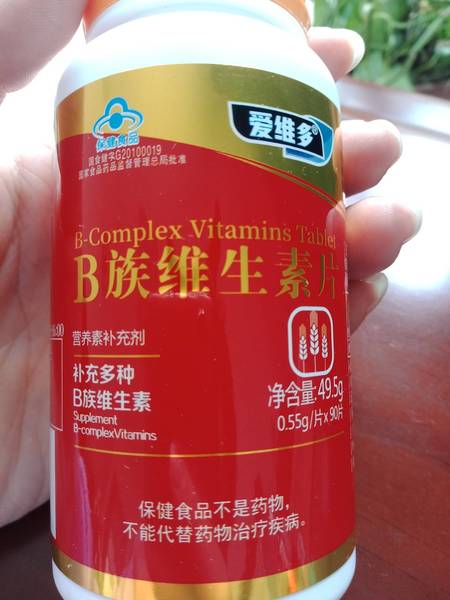 爱维多®
保健食品
国食健字G20100019
国家食品药品监督管理总局批准
B-Complex Vitamins Tablet
B族维生素片
营养素补充剂
补充多种
B族维生素
Supplement
B-complexVitamins
净含量:49.5g
0.55g/片x90片
保健食品不是药物,
不能代替药物治疗疾病。